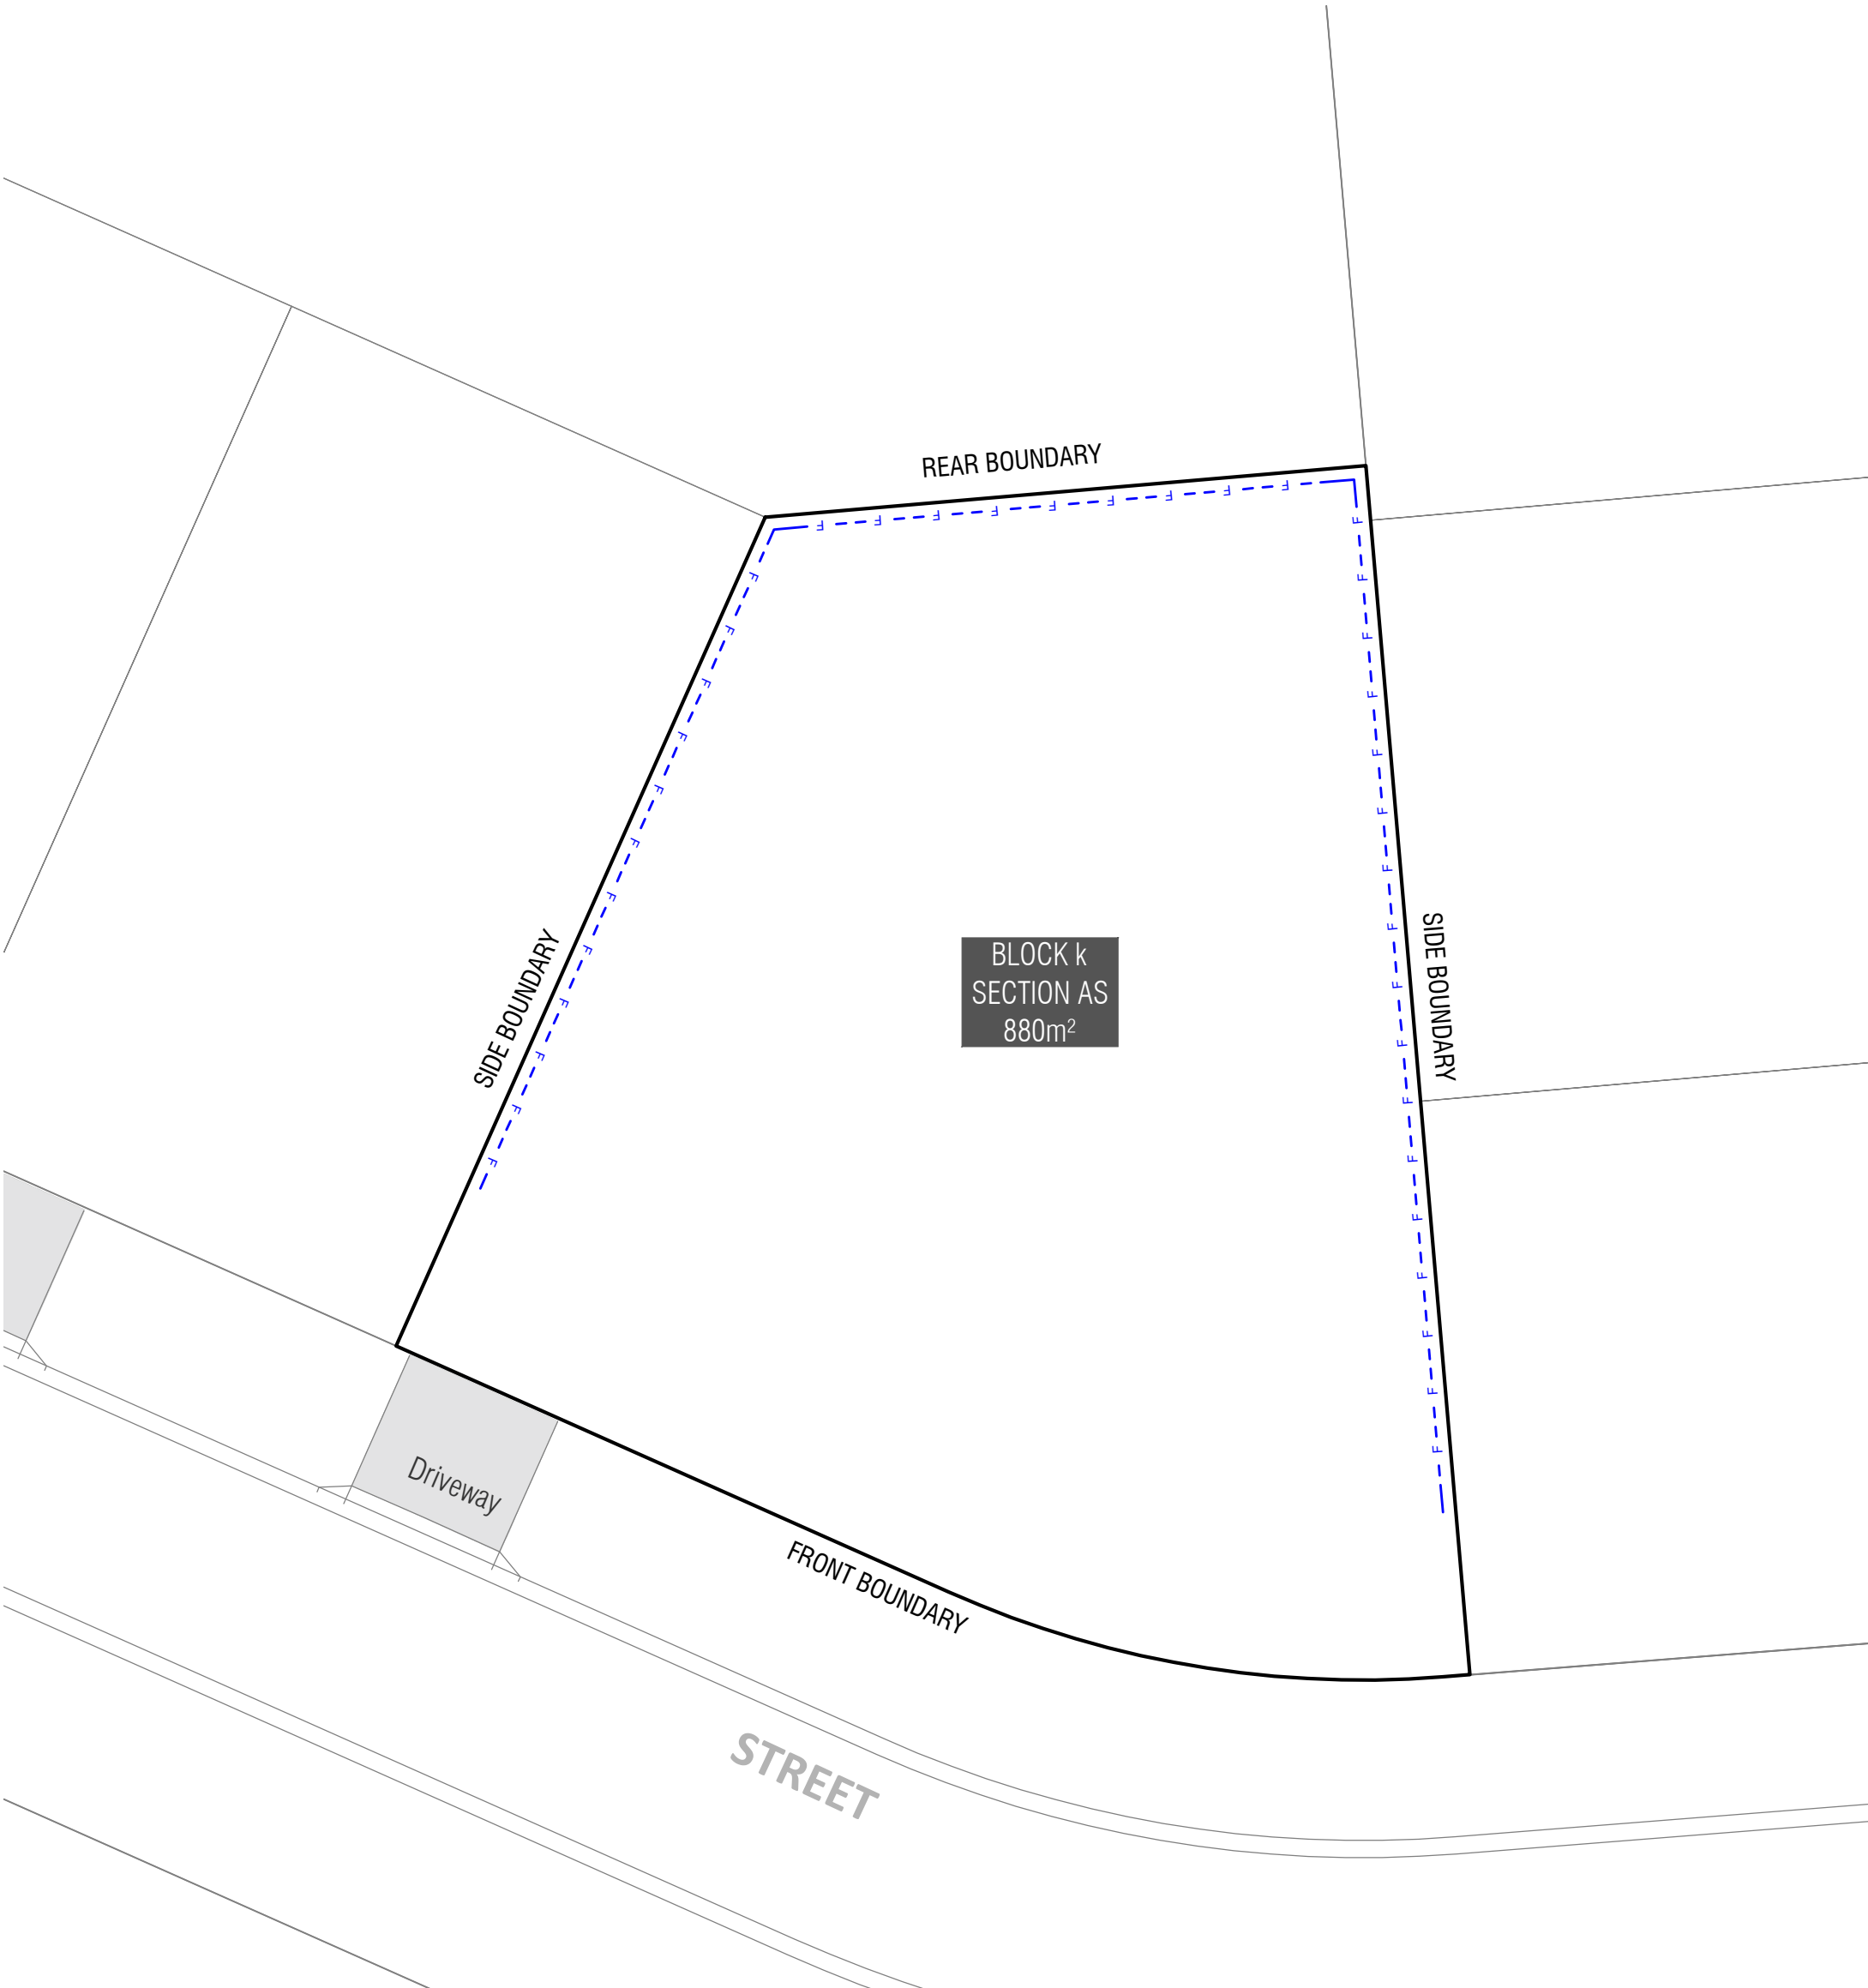 REAR BOUNDARY
F F F F F F F F F
F F F F F F F F F F F F
F F F F F F F F F F F F F F F F F
SIDE BOUNDARY
BLOCK k
SECTION AS
880m²
SIDE BOUNDARY
Driveway
FRONT BOUNDARY
STREET